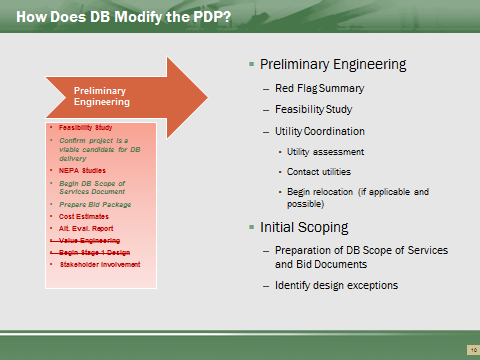 How Does DB Modify the PDP?
Preliminary
Engineering
• Feasibility Study
• Confirm project is a
viable candidate for DB
delivery
• NEPA Studies
• Begin DB Scope of
Services Document
• Prepare Bid Package
• Cost Estimates
• Alt. Eval. Report
• Value Engineering
• Begin Stage 1 Design
• Stakeholder Involvement
Preliminary Engineering
– Red Flag Summary
– Feasibility Study
– Utility Coordination
• Utility assessment
• Contact utilities
• Begin relocation (if applicable and
possible)
Initial Scoping
– Preparation of DB Scope of Services
and Bid Documents
– Identify design exceptions
10